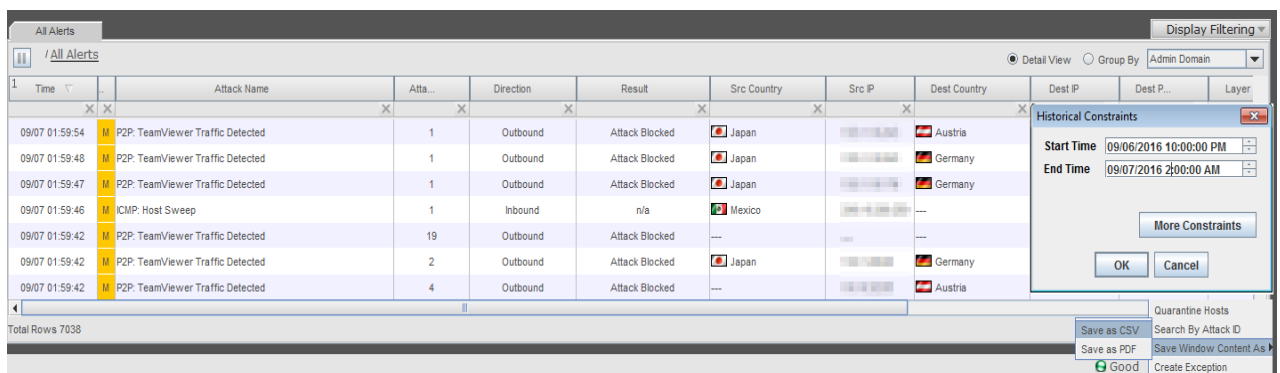 All Alerts
Display Filtering
/ All Alerts
Detail View Group By Admin Domain
1 Time .. Attack Name Atta... Direction Result Src Country Src IP Dest Country Dest IP Dest P... Layer
09/07 01:59:54 M P2P: TeamViewer Traffic Detected 1 Outbound Attack Blocked Japan Austria
09/07 01:59:48 M P2P: TeamViewer Traffic Detected 1 Outbound Attack Blocked Japan Germany
09/07 01:59:47 M P2P: TeamViewer Traffic Detected 1 Outbound Attack Blocked Japan Germany
09/07 01:59:46 M ICMP: Host Sweep 1 Inbound n/a Mexico ---
09/07 01:59:42 M P2P: TeamViewer Traffic Detected 19 Outbound Attack Blocked --- ---
09/07 01:59:42 M P2P: TeamViewer Traffic Detected 2 Outbound Attack Blocked Japan Germany
09/07 01:59:42 M P2P: TeamViewer Traffic Detected 4 Outbound Attack Blocked --- Austria
Historical Constraints
Start Time 09/06/2016 10:00:00 PM
End Time 09/07/2016 2:00:00 AM
More Constraints
OK Cancel
Total Rows 7038
Quarantine Hosts
Save as CSV Search By Attack ID
Save as PDF Save Window Content As
Good Create Exception